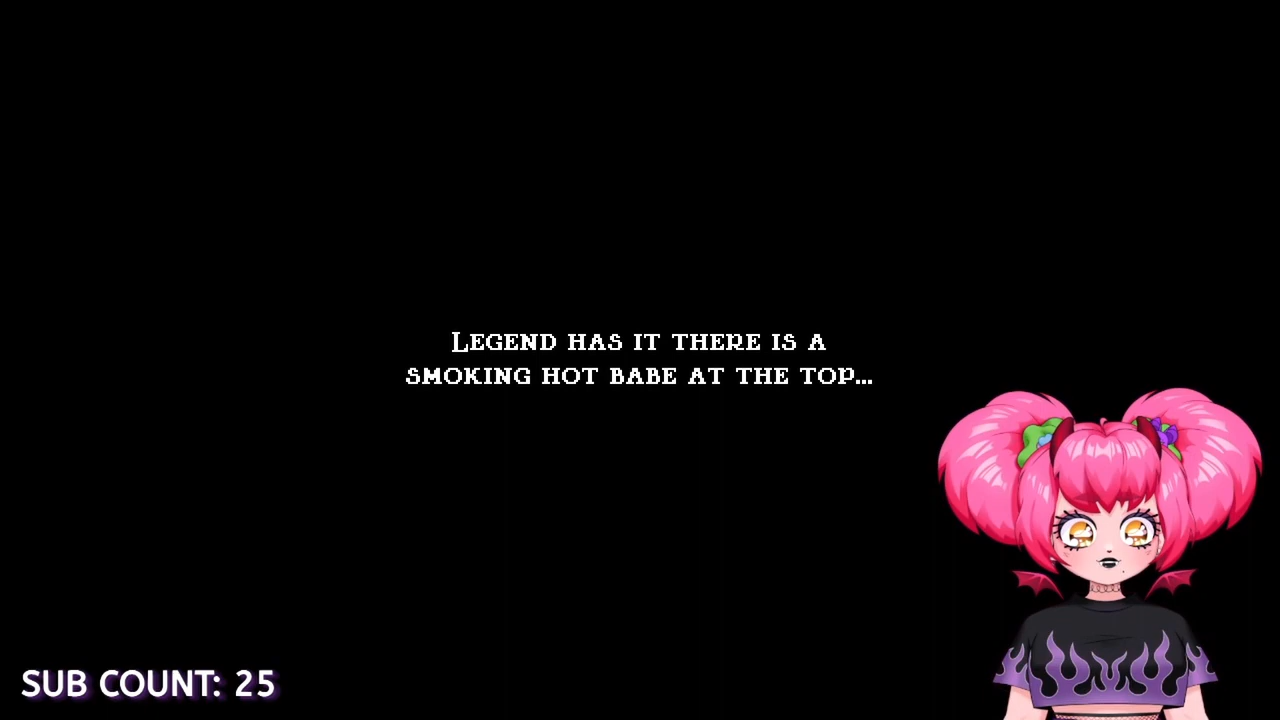 Legend has it there is a
smoking hot babe at the top...
SUB COUNT: 25